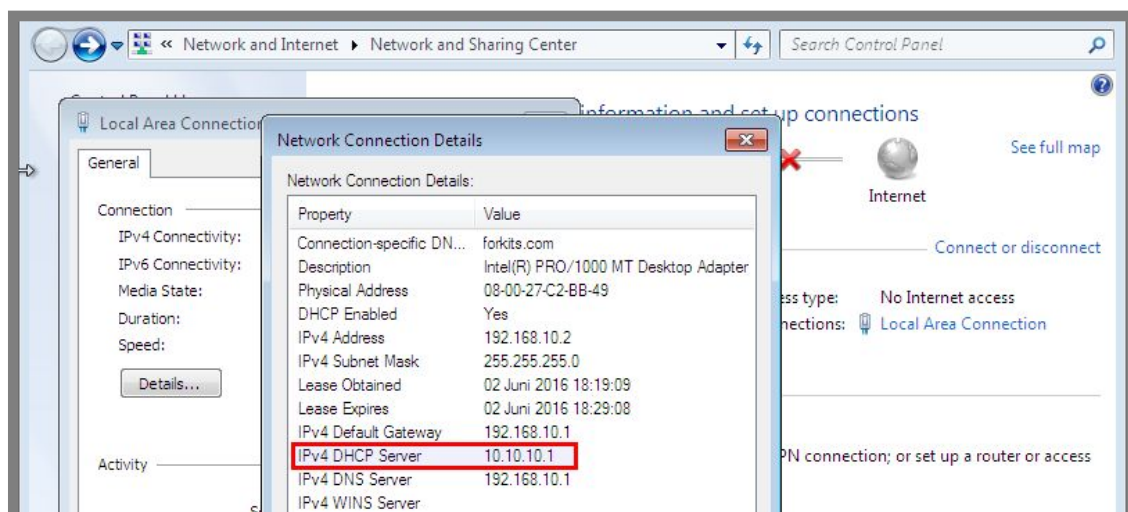 « Network and Internet ▸ Network and Sharing Center
Search Control Panel
information and set up connections
Local Area Connection
Network Connection Details
See full map
General
Network Connection Details:
Internet
Connection
Property Value
IPv4 Connectivity:
Connection-specific DN... forkits.com
Connect or disconnect
IPv6 Connectivity:
Description Intel(R) PRO/1000 MT Desktop Adapter
Media State:
Physical Address 08-00-27-C2-BB-49
ess type: No Internet access
Duration:
DHCP Enabled Yes
nections: Local Area Connection
Speed:
IPv4 Address 192.168.10.2
IPv4 Subnet Mask 255.255.255.0
Details...
Lease Obtained 02 Juni 2016 18:19:09
Lease Expires 02 Juni 2016 18:29:08
IPv4 Default Gateway 192.168.10.1
IPv4 DHCP Server 10.10.10.1
PN connection; or set up a router or access
Activity
IPv4 DNS Server 192.168.10.1
IPv4 WINS Server